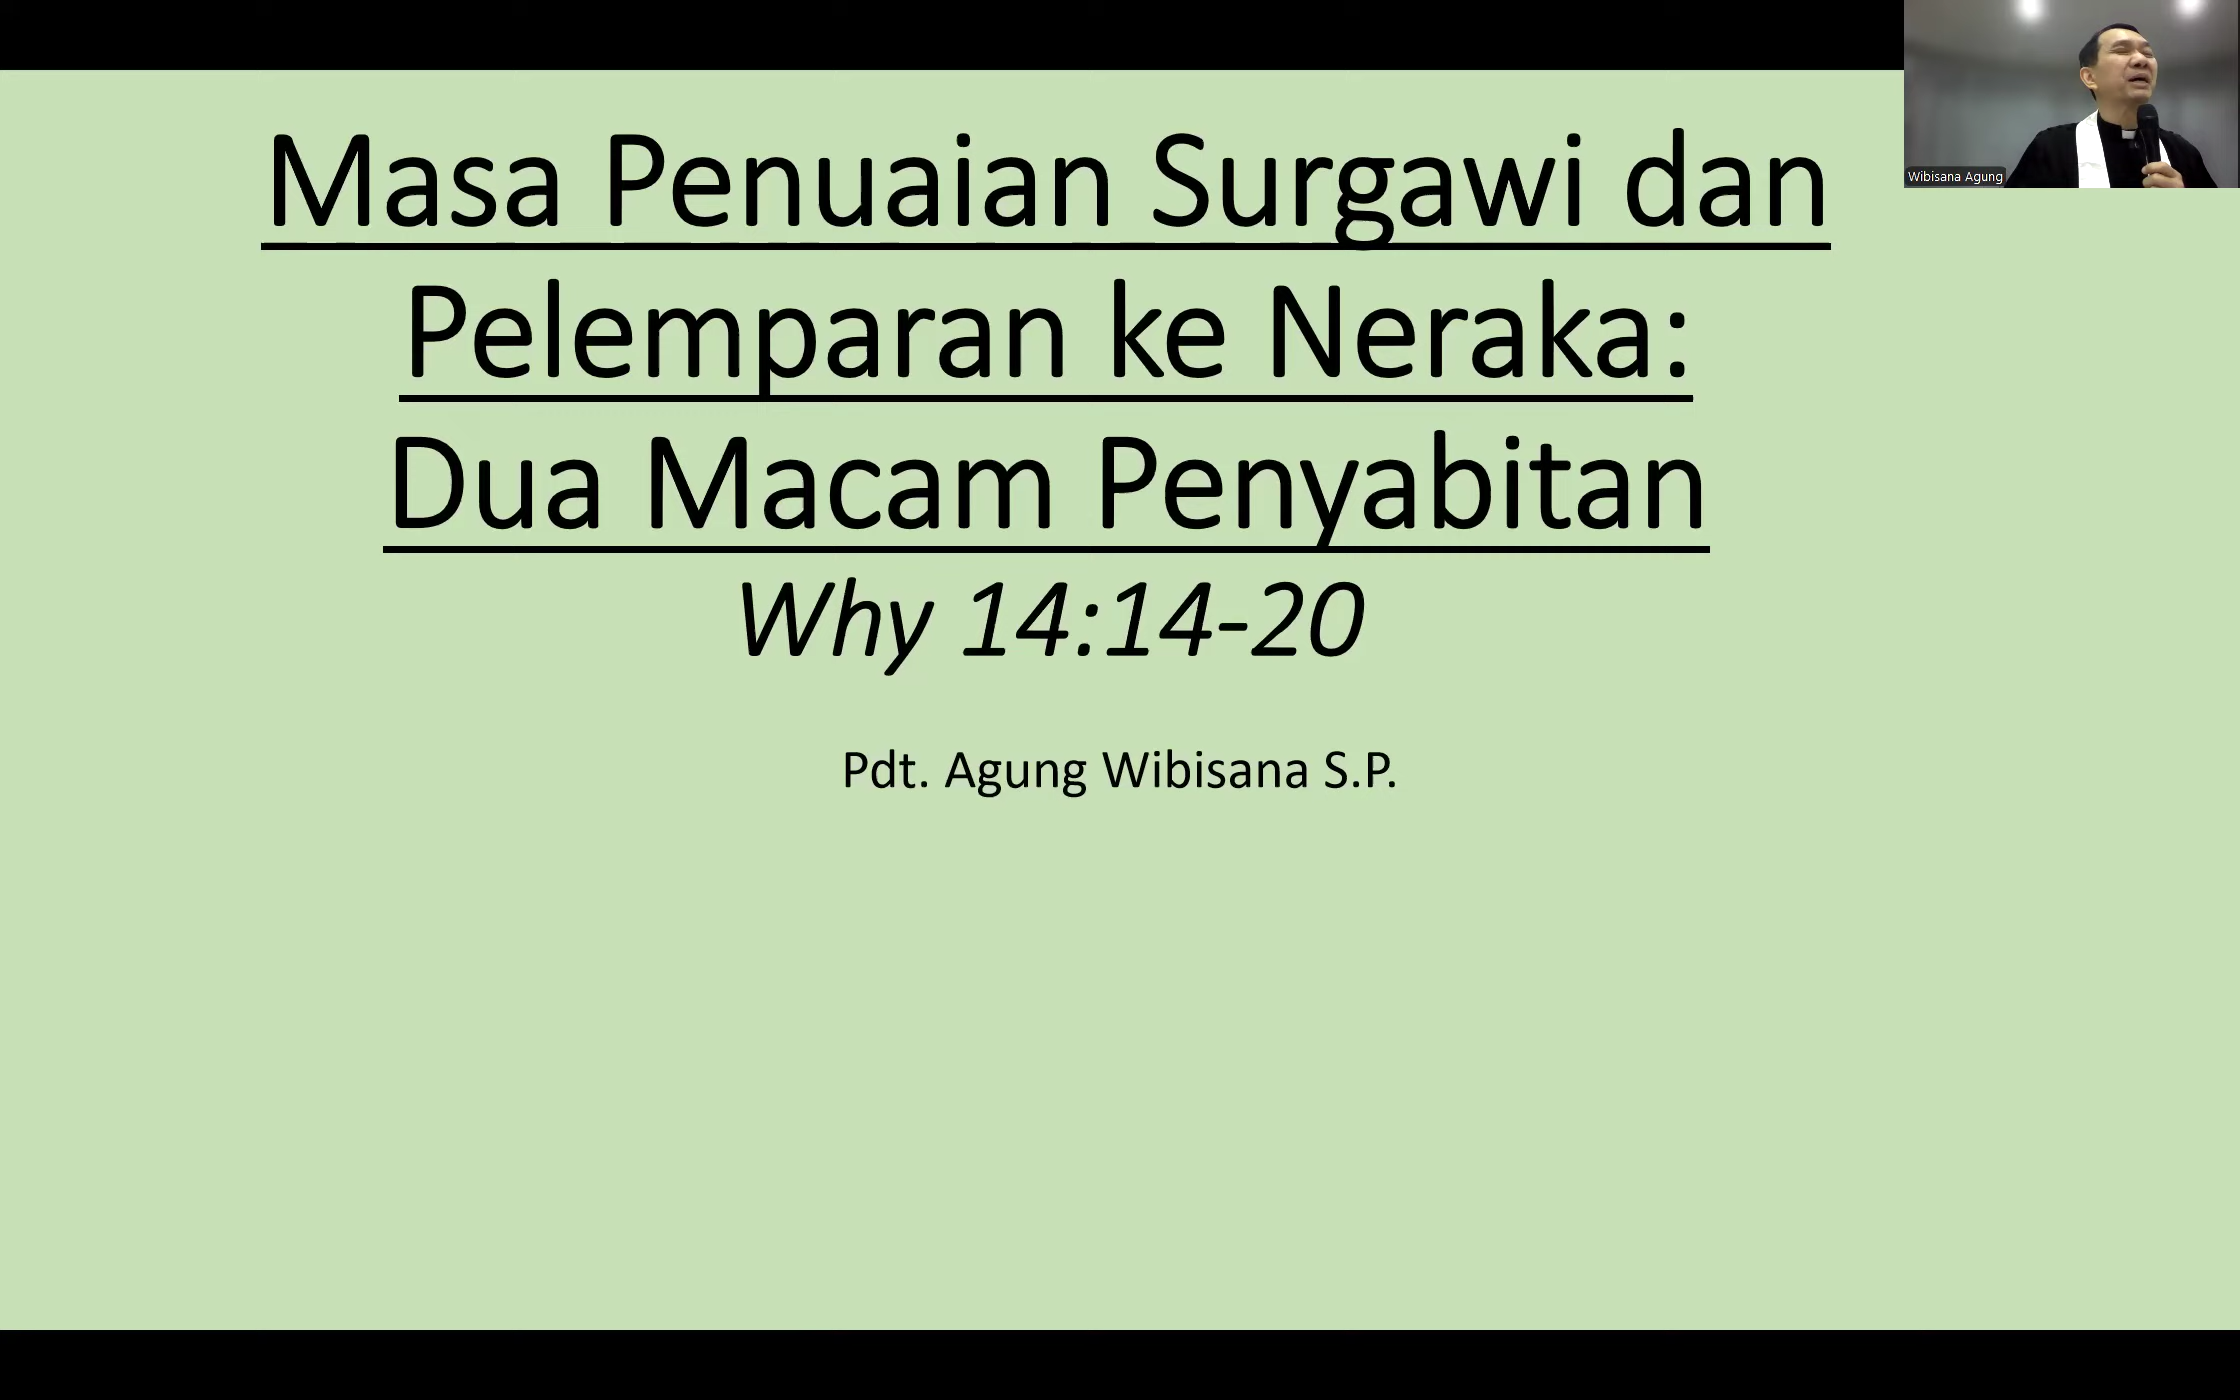 Masa Penuaian Surgawi dan
Pelemparan ke Neraka:
Dua Macam Penyabitan
Why 14:14-20
Pdt. Agung Wibisana S.P.
Wibisana Agung